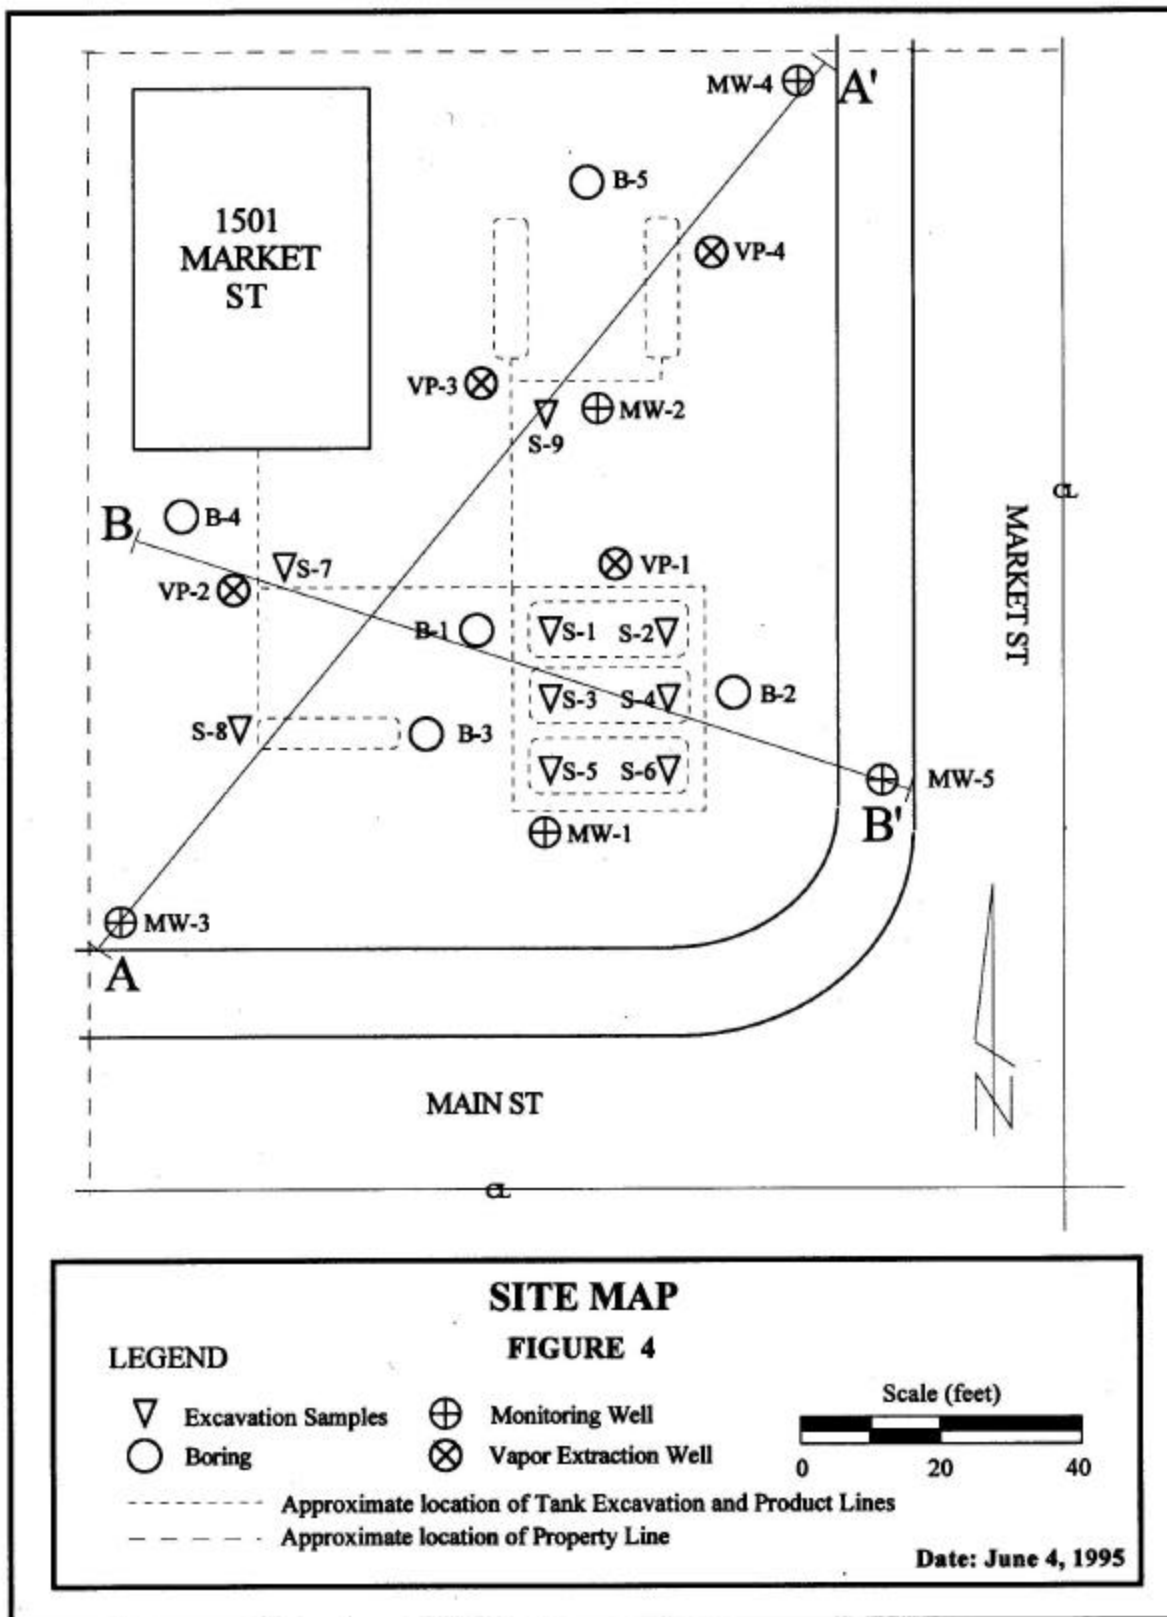 MW-4
A'
B-5
1501
MARKET
ST
VP-4
VP-3
MW-2
S-9
CL
B
B-4
MARKET ST
S-7
VP-1
VP-2
B-1
S-1
S-2
S-3
S-4
B-2
S-8
B-3
S-5
S-6
MW-5
B'
MW-1
MW-3
A
N
MAIN ST
CL
SITE MAP
FIGURE 4
LEGEND
Excavation Samples
Monitoring Well
Scale (feet)
Boring
Vapor Extraction Well
0 20 40
Approximate location of Tank Excavation and Product Lines
Approximate location of Property Line
Date: June 4, 1995